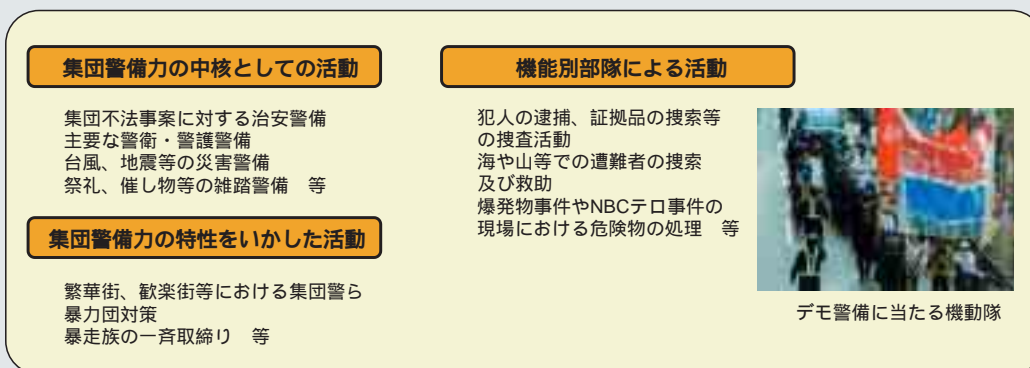 集団警備力の中核としての活動
集団不法事案に対する治安警備
主要な警衛・警護警備
台風、地震等の災害警備
祭礼、催し物等の雑踏警備　等
集団警備力の特性をいかした活動
繁華街、歓楽街等における集団警ら
暴力団対策
暴走族の一斉取締り　等
機能別部隊による活動
犯人の逮捕、証拠品の捜索等
の捜査活動
海や山等での遭難者の捜索
及び救助
爆発物事件やNBCテロ事件の
現場における危険物の処理　等
デモ警備に当たる機動隊